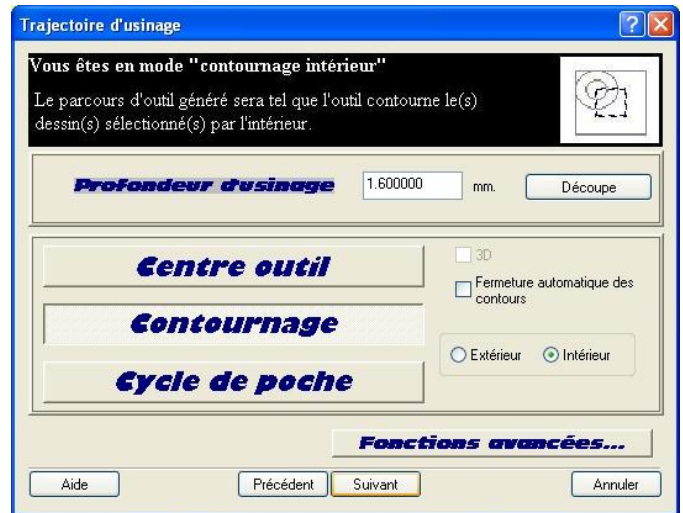 Trajectoire d'usinage
Vous êtes en mode "contournage intérieur"
Le parcours d'outil généré sera tel que l'outil contourne le(s)
dessin(s) sélectionné(s) par l'intérieur.
Profondeur d'usinage 1.600000 mm. Découpe
Centre outil
3D
Fermeture automatique des
contours
Contournage
Extérieur Intérieur
Cycle de poche
Fonctions avancées...
Aide Précédent Suivant Annuler